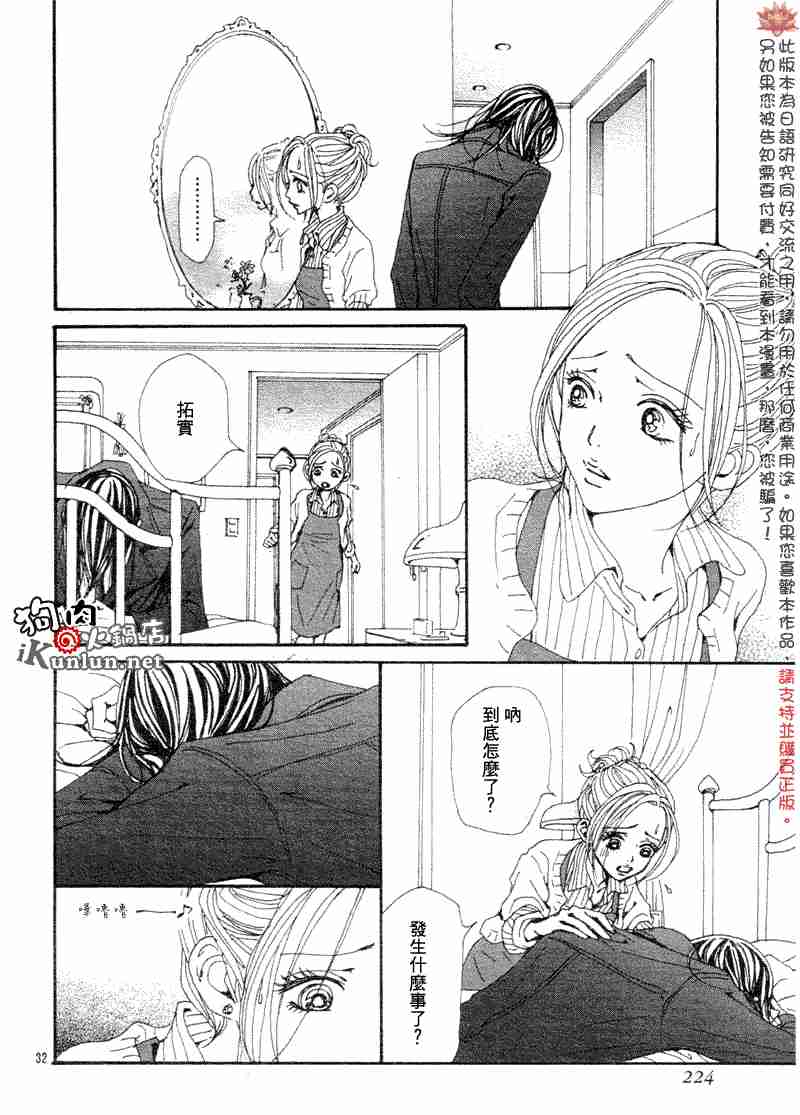 此版本為日語研究同好交流之用，請勿用於任何商業用途。如果您喜歡本作品，請支持並購買正版。
另如果您被告知需要付費，才能看到本漫畫，那麼，您被騙了！
………
拓實
狗肉
火鍋店
iKunlun.net
吶
到底怎麼了？
發生什麼事了？
嚕嚕——♪
32
224